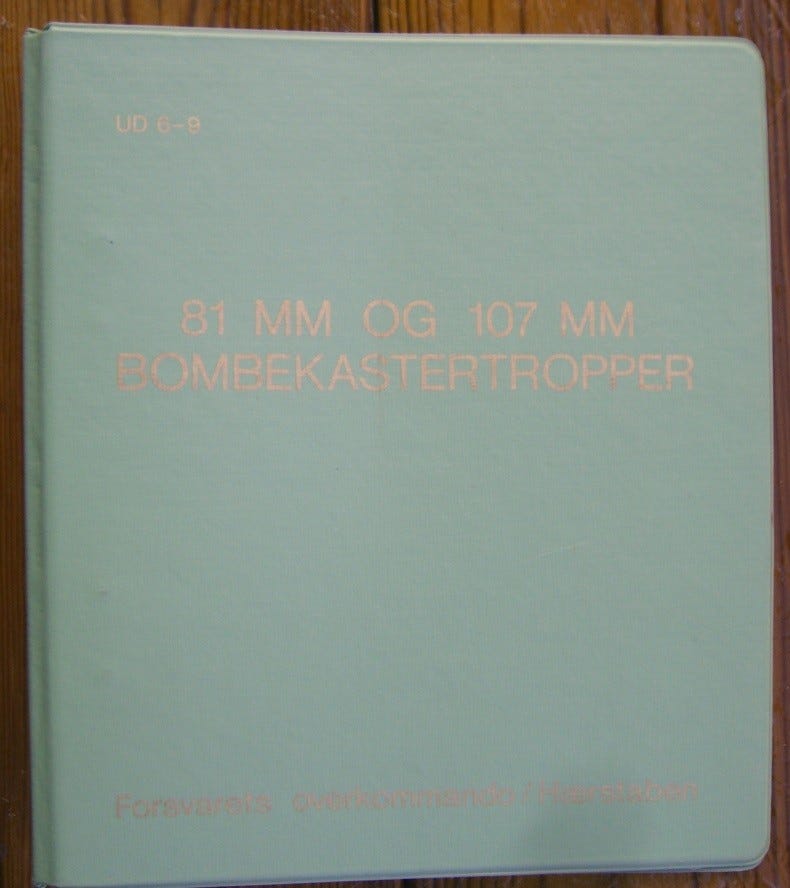 UD 6-9
81 MM OG 107 MM
BOMBEKASTERTROPPER
Forsvarets overkommando/Hærstaben